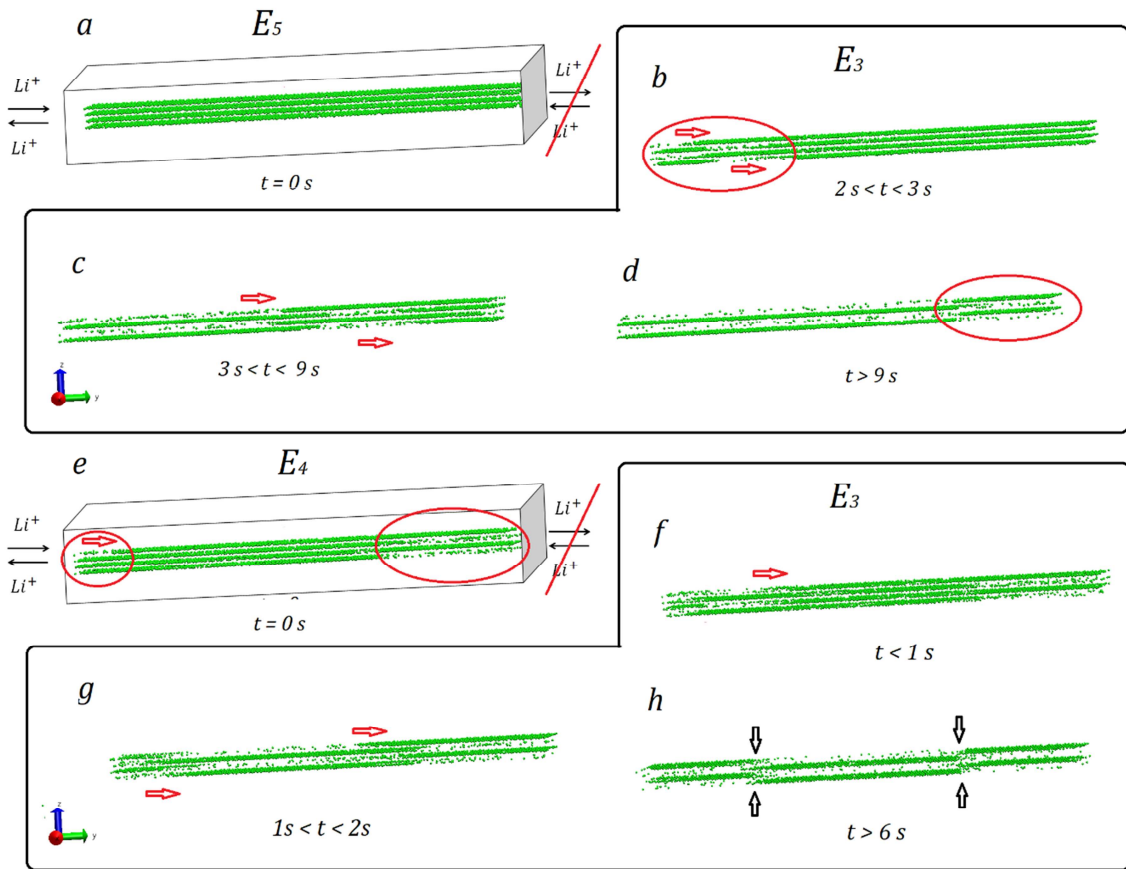 a E₅
Li⁺ Li⁺
Li⁺ Li⁺
t = 0 s
b E₃
2 s < t < 3 s
c
3 s < t < 9 s
z
y
d
t > 9 s
e E₄
Li⁺ Li⁺
Li⁺ Li⁺
t = 0 s
E₃
f
t < 1 s
g
1s < t < 2s
z
y
h
t > 6 s